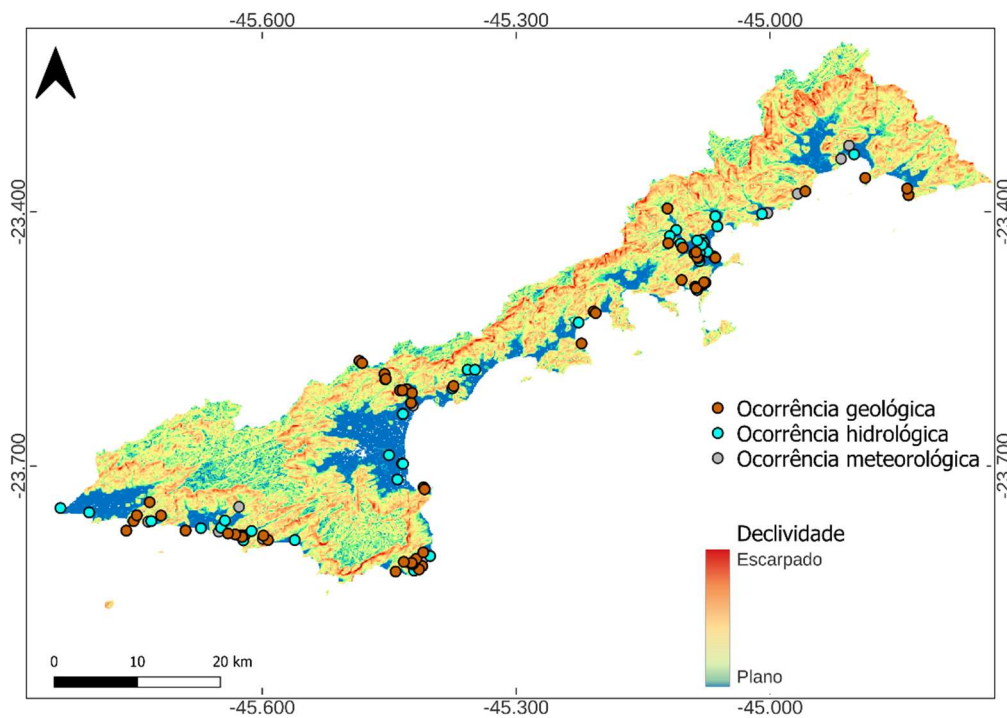 -45.600 -45.300 -45.000
-23.400 -23.400
Ocorrência geológica
Ocorrência hidrológica
Ocorrência meteorológica
-23.700 -23.700
Declividade
Escarpado
Plano
0 10 20 km
-45.600 -45.300 -45.000